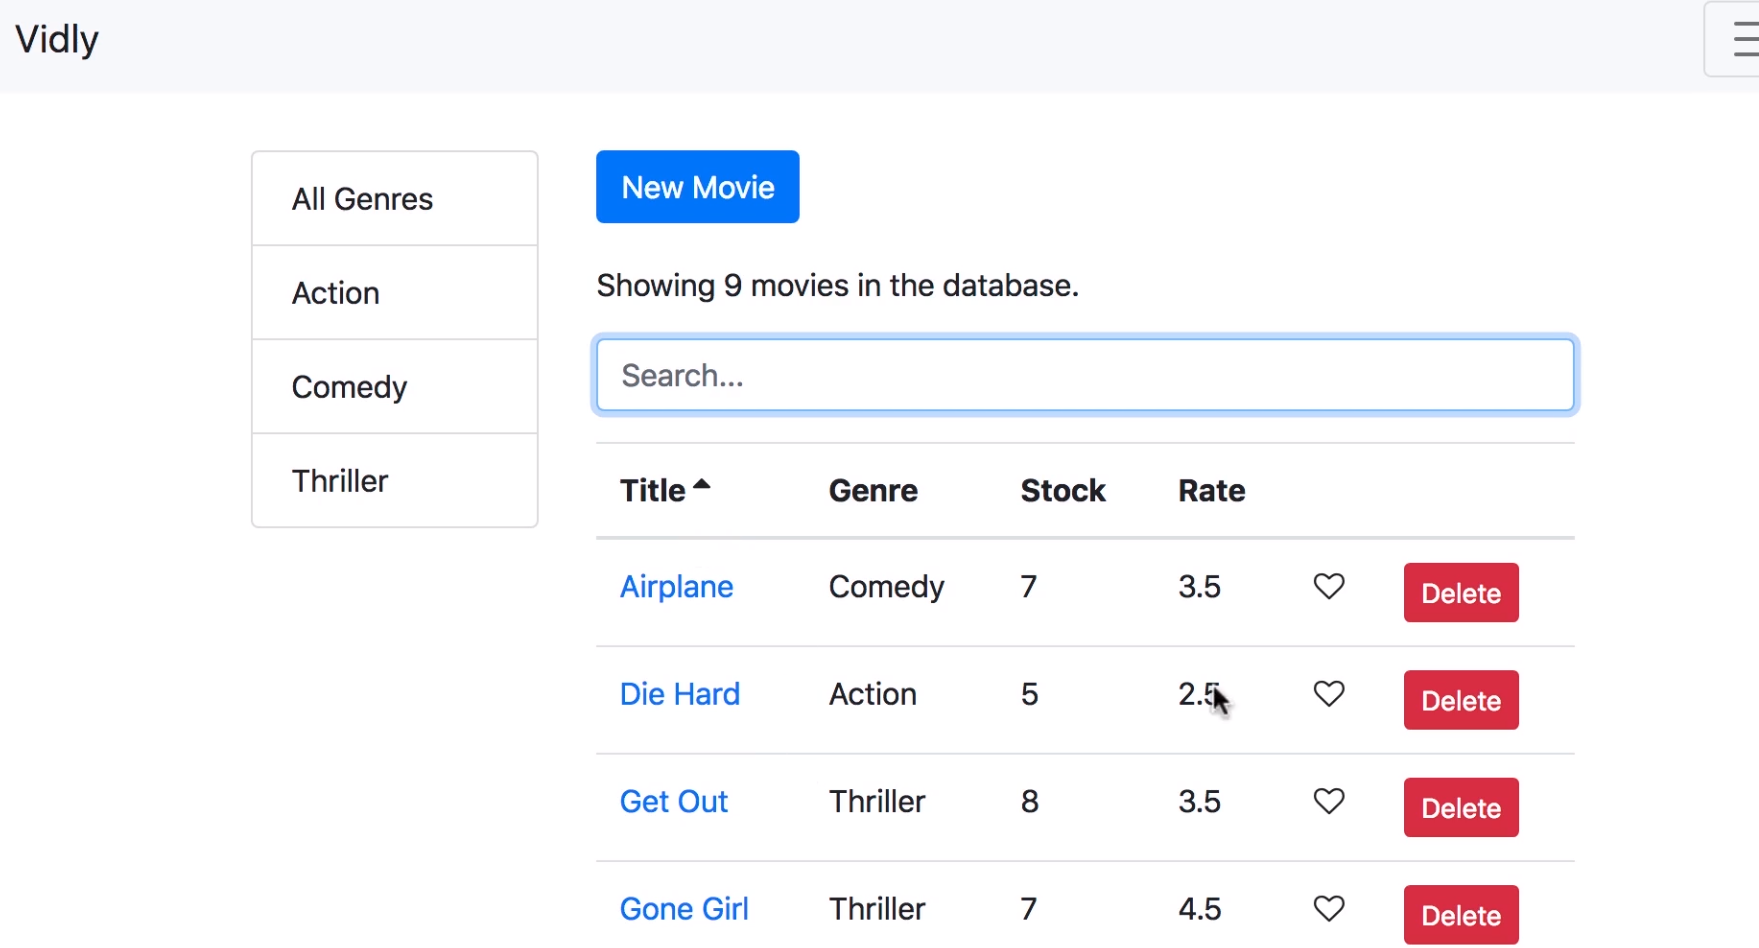 Vidly
All Genres
Action
Comedy
Thriller
New Movie
Showing 9 movies in the database.
Search...
Title Genre Stock Rate
Airplane Comedy 7 3.5 Delete
Die Hard Action 5 2.5 Delete
Get Out Thriller 8 3.5 Delete
Gone Girl Thriller 7 4.5 Delete